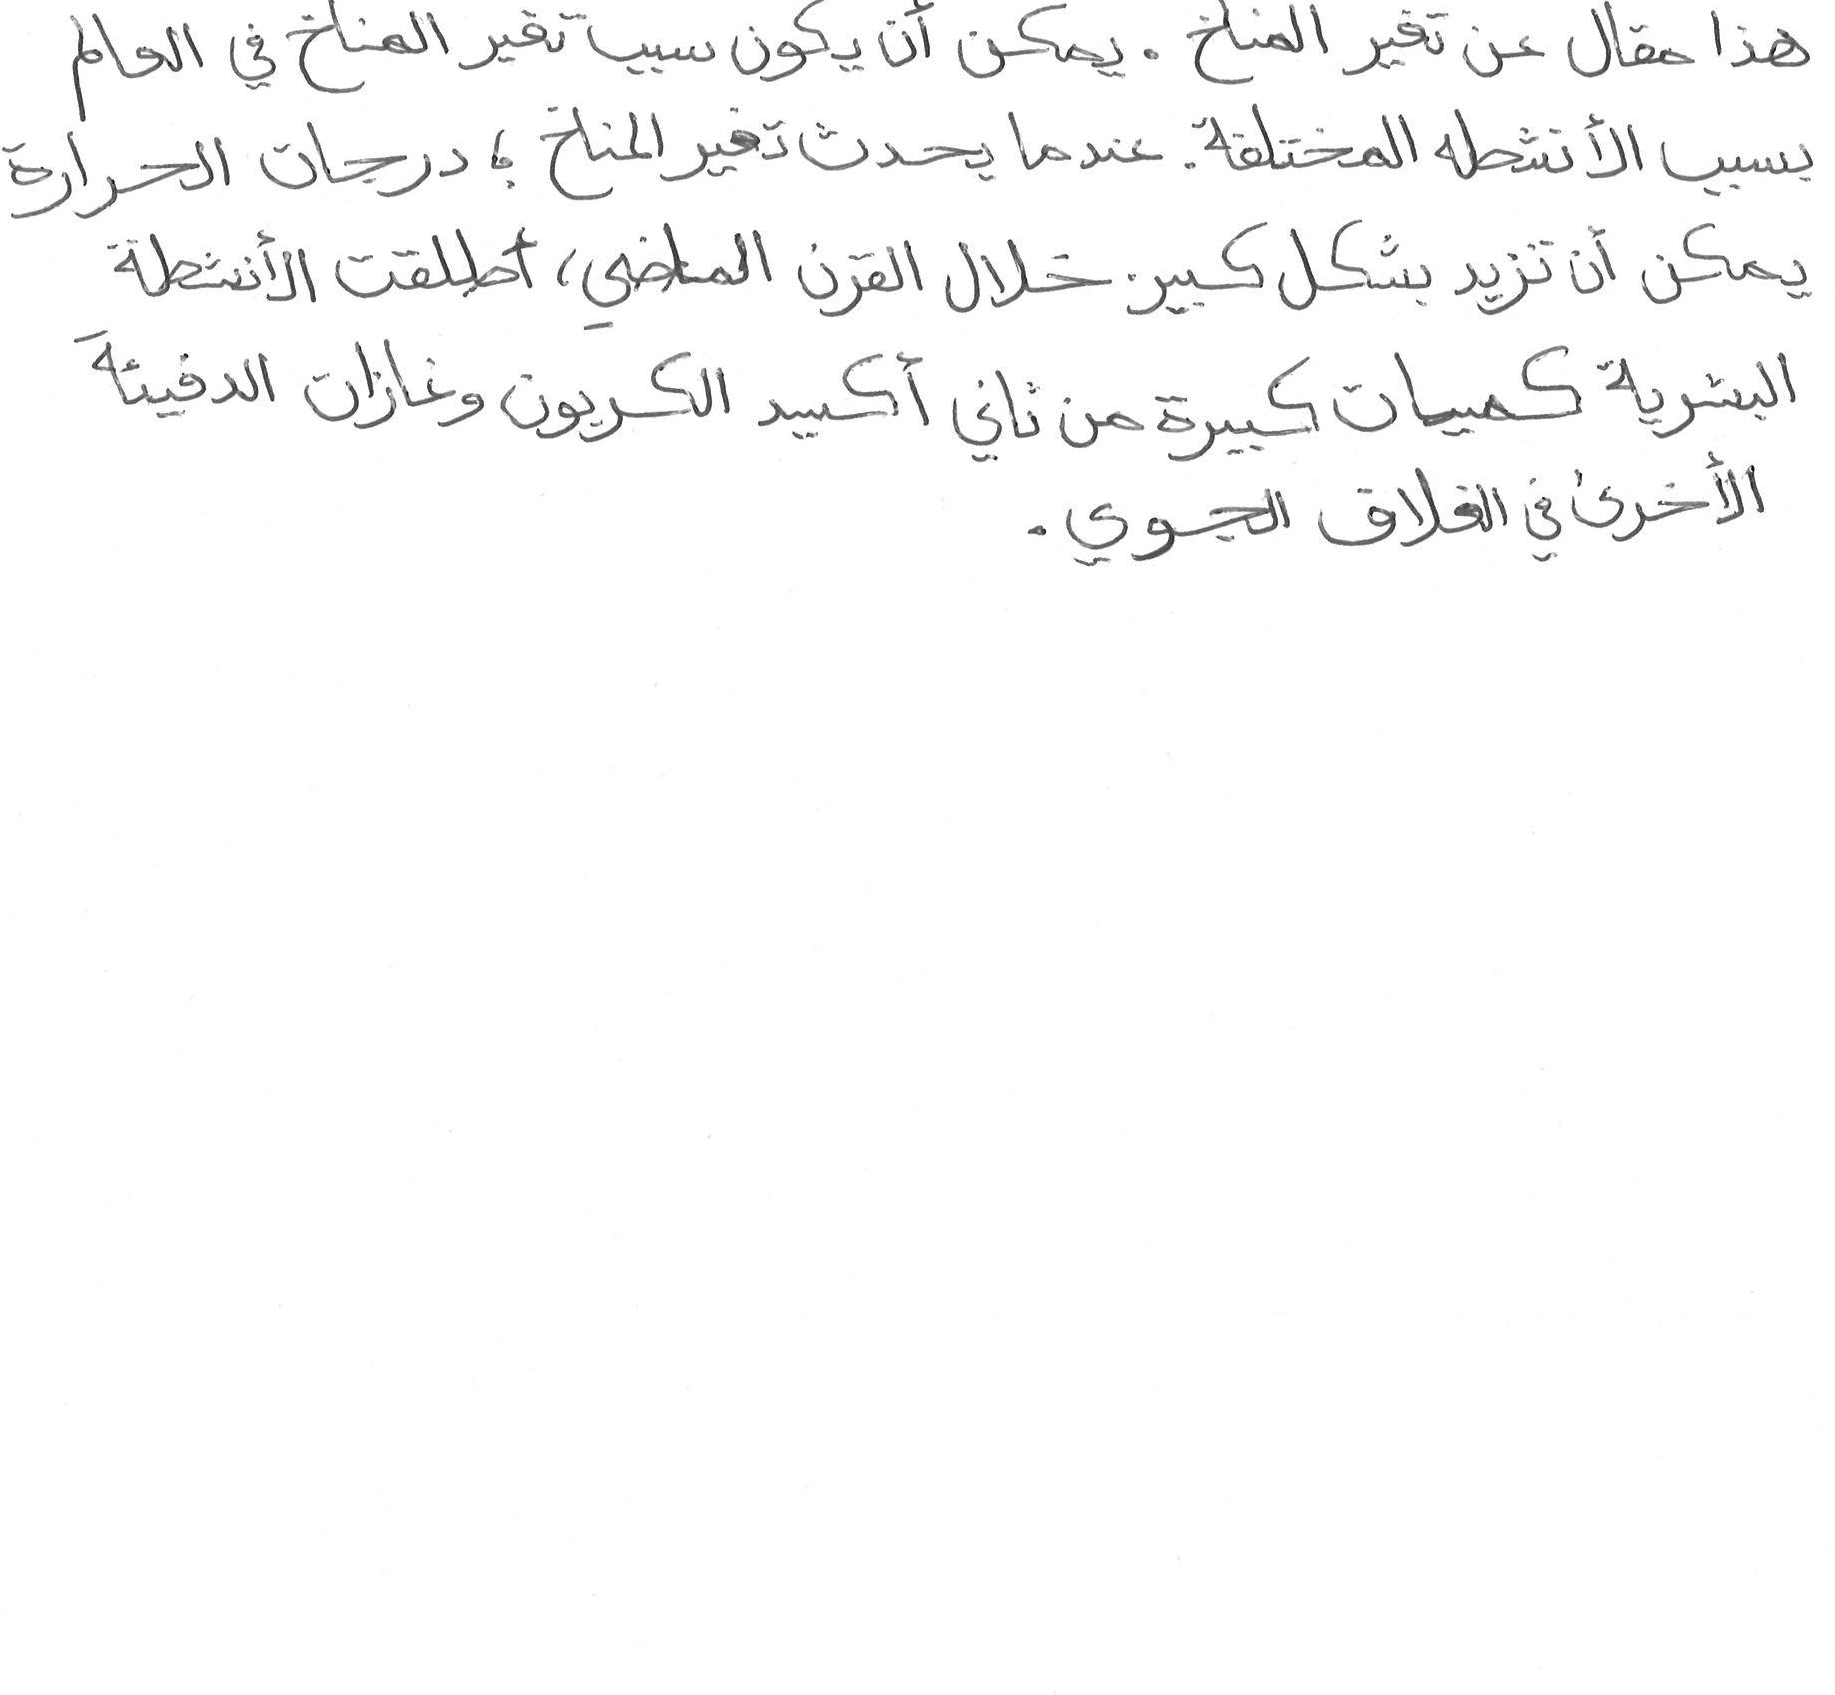 هذا مقال عن تغير المناخ . يمكن أن يكون سبب تغير المناخ في العالم
بسبب الأنشطه المختلفة. عندما يحدث تغير المناخ ، درجات الحرارة
يمكن أن تزيد بشكل كبير. خلال القرن الماضي، أطلقت الأنشطة
البشرية كميات كبيرة من ثاني أكسيد الكربون وغازات الدفيئة
الأخرى في الغلاف الجوي .